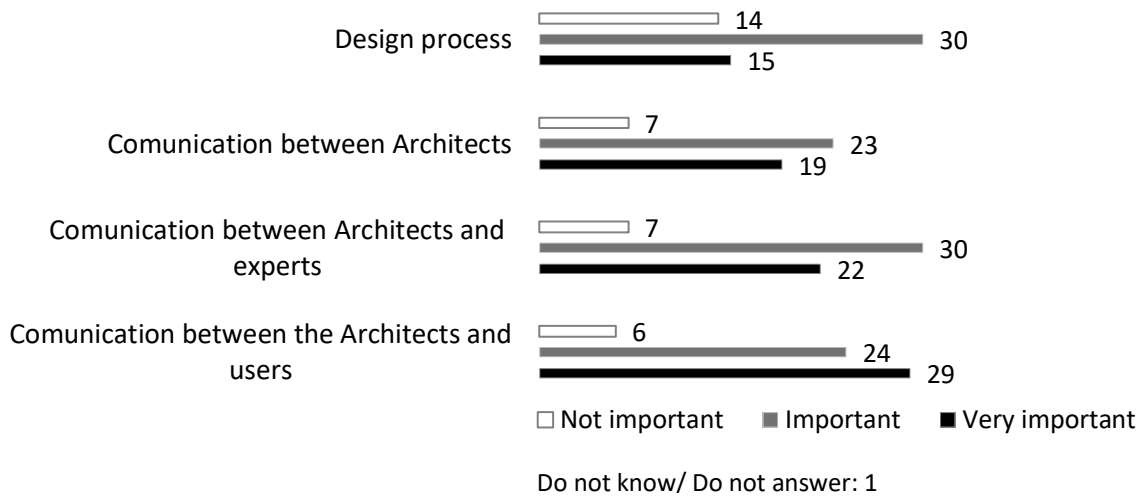 14
Design process
30
15
7
Comunication between Architects
23
19
7
Comunication between Architects and
30
experts
22
6
Comunication between the Architects and
24
users
29
Not important Important Very important
Do not know/ Do not answer: 1